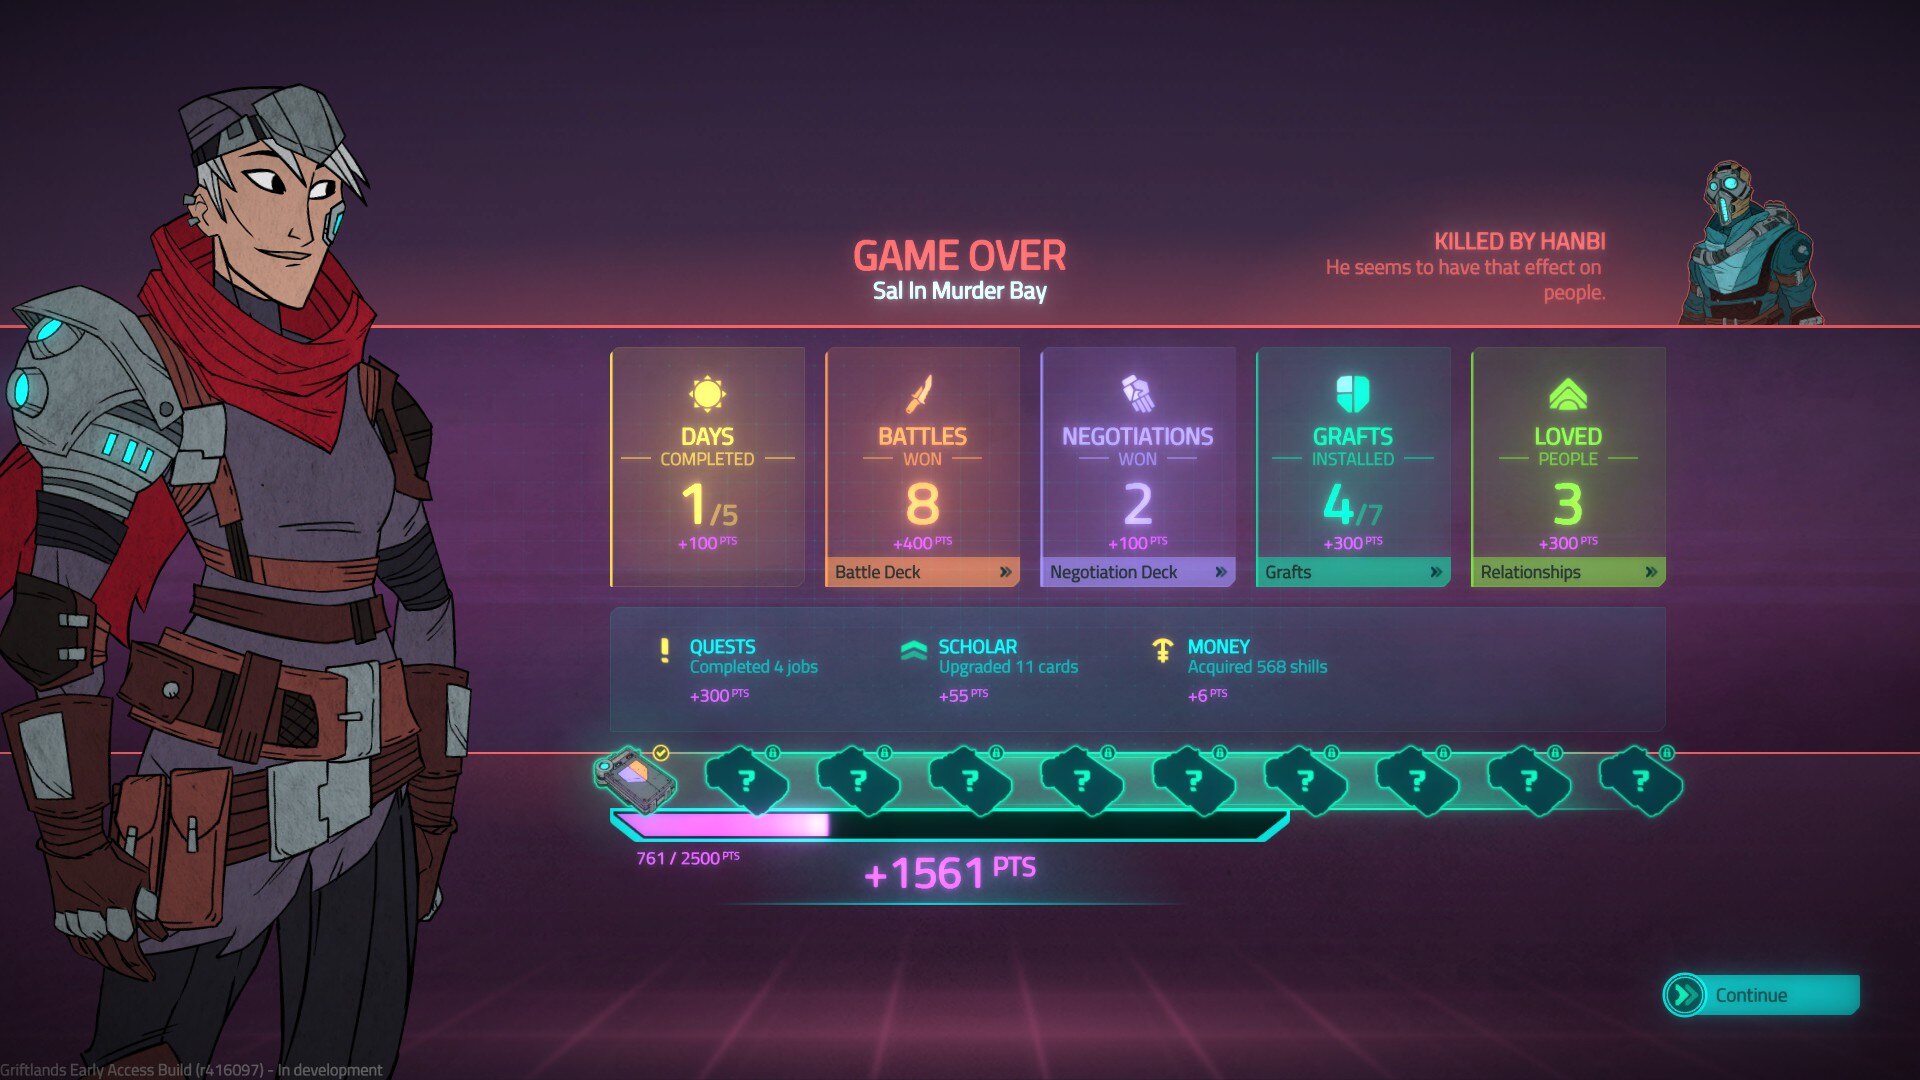 GAME OVER
Sal In Murder Bay
KILLED BY HANBI
He seems to have that effect on
people.
DAYS
COMPLETED
1/5
+100 PTS
BATTLES
WON
8
+400 PTS
Battle Deck
NEGOTIATIONS
WON
2
+100 PTS
Negotiation Deck
GRAFTS
INSTALLED
4/7
+300 PTS
Grafts
LOVED
PEOPLE
3
+300 PTS
Relationships
QUESTS
Completed 4 jobs
+300 PTS
SCHOLAR
Upgraded 11 cards
+55 PTS
MONEY
Acquired 568 shills
+6 PTS
? ? ? ? ? ? ? ? ?
761 / 2500 PTS
+1561 PTS
Continue
Griftlands Early Access Build (r416097) - In development